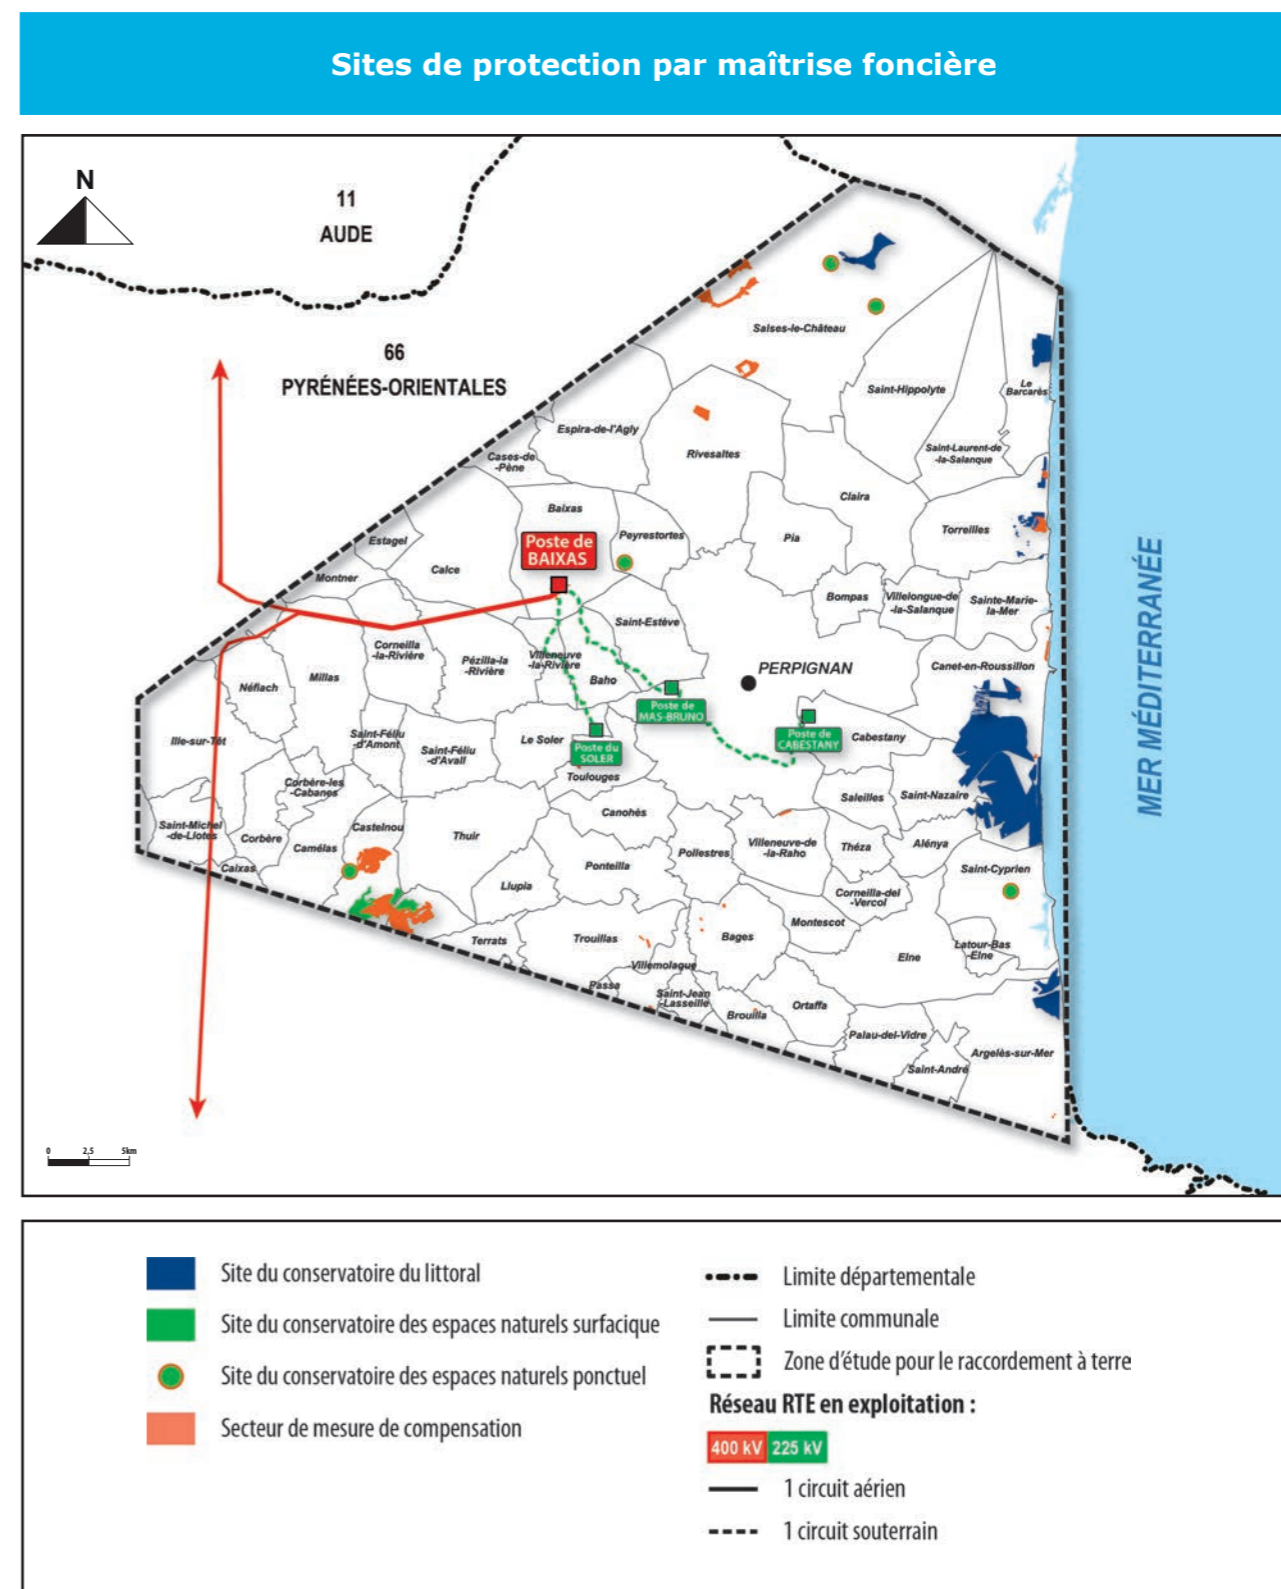 Sites de protection par maîtrise foncière
N
11
AUDE
66
PYRÉNÉES-ORIENTALES
Salses-le-Château
Saint-Hippolyte
Le
Barcarès
Espira-de-l'Agly
Rivesaltes
Saint-Laurent-de
-la-Salanque
Cases-de
-Pène
Claira
Baixas
Peyrestortes
Pia
Torreilles
Estagel
Poste de
BAIXAS
Calce
Montner
Bompas
Villelongue-de
-la-Salanque
Sainte-Marie-
la-Mer
Saint-Estève
Corneilla
-la-Rivière
Pézilla-la
-Rivière
Villeneuve
-la-Rivière
Baho
PERPIGNAN
Canet-en-Roussillon
Millas
Néfiach
Poste de
MAS-BRUNO
Ille-sur-Têt
Saint-Féliu
-d'Amont
Saint-Féliu
-d'Avall
Le Soler
Poste du
SOLER
Poste de
CABESTANY
Cabestany
Toulouges
Corbère-les
-Cabanes
Saleilles
Saint-Nazaire
Canohès
Saint-Michel
-de-Llotes
Corbère
Castelnou
Camélas
Thuir
Pollestres
Villeneuve-de
-la-Raho
Théza
Alénya
Caixas
Ponteilla
Saint-Cyprien
Llupia
Corneilla-del
-Vercol
Montescot
Terrats
Trouillas
Bages
Elne
Latour-Bas
-Elne
Villemolaque
Passa
Saint-Jean
-Lasseille
Brouilla
Ortaffa
Palau-del-Vidre
Argelès-sur-Mer
Saint-André
MER MÉDITERRANÉE
0 2,5 5km
Site du conservatoire du littoral
Site du conservatoire des espaces naturels surfacique
Site du conservatoire des espaces naturels ponctuel
Secteur de mesure de compensation
Limite départementale
Limite communale
Zone d'étude pour le raccordement à terre
Réseau RTE en exploitation :
400 kV 225 kV
1 circuit aérien
1 circuit souterrain